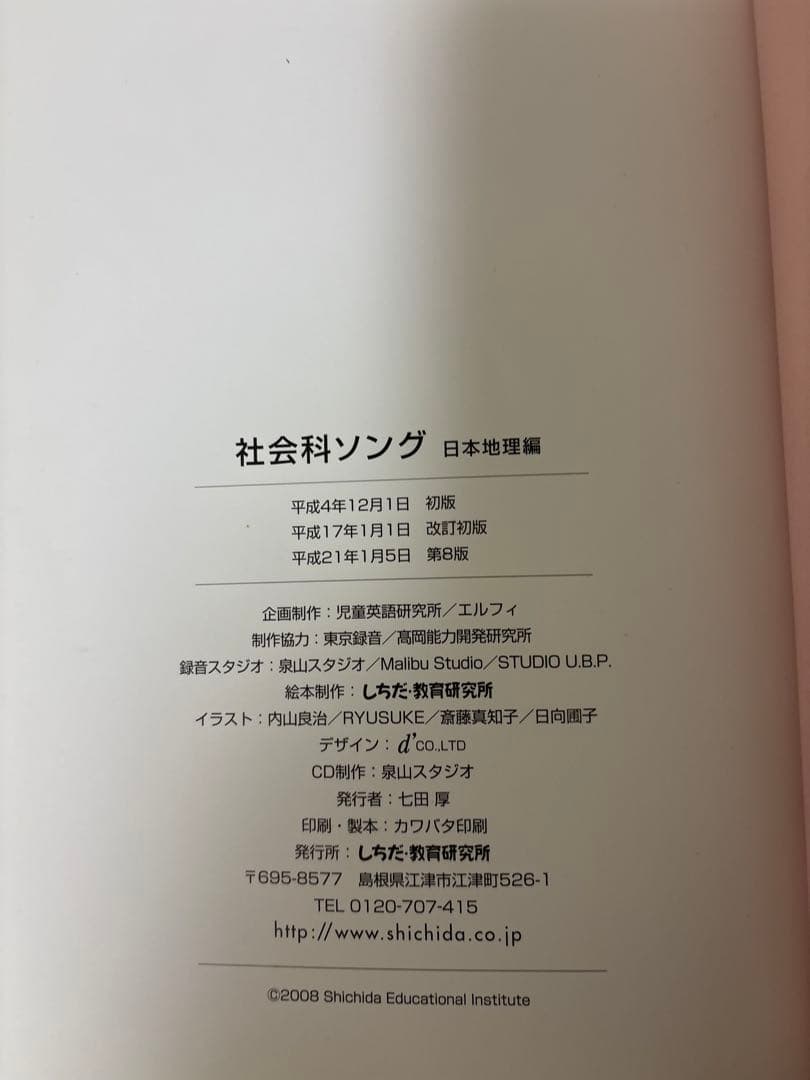 社会科ソング 日本地理編
平成4年12月1日 初版
平成17年1月1日 改訂初版
平成21年1月5日 第8版
企画制作：児童英語研究所／エルフィ
制作協力：東京録音／髙岡能力開発研究所
録音スタジオ：泉山スタジオ／Malibu Studio／STUDIO U.B.P.
絵本制作：しちだ・教育研究所
イラスト：内山良治／RYUSUKE／斎藤真知子／日向圃子
デザイン：d'CO.,LTD
CD制作：泉山スタジオ
発行者：七田 厚
印刷・製本：カワバタ印刷
発行所：しちだ・教育研究所
〒695-8577 島根県江津市江津町526-1
TEL 0120-707-415
http://www.shichida.co.jp
©2008 Shichida Educational Institute